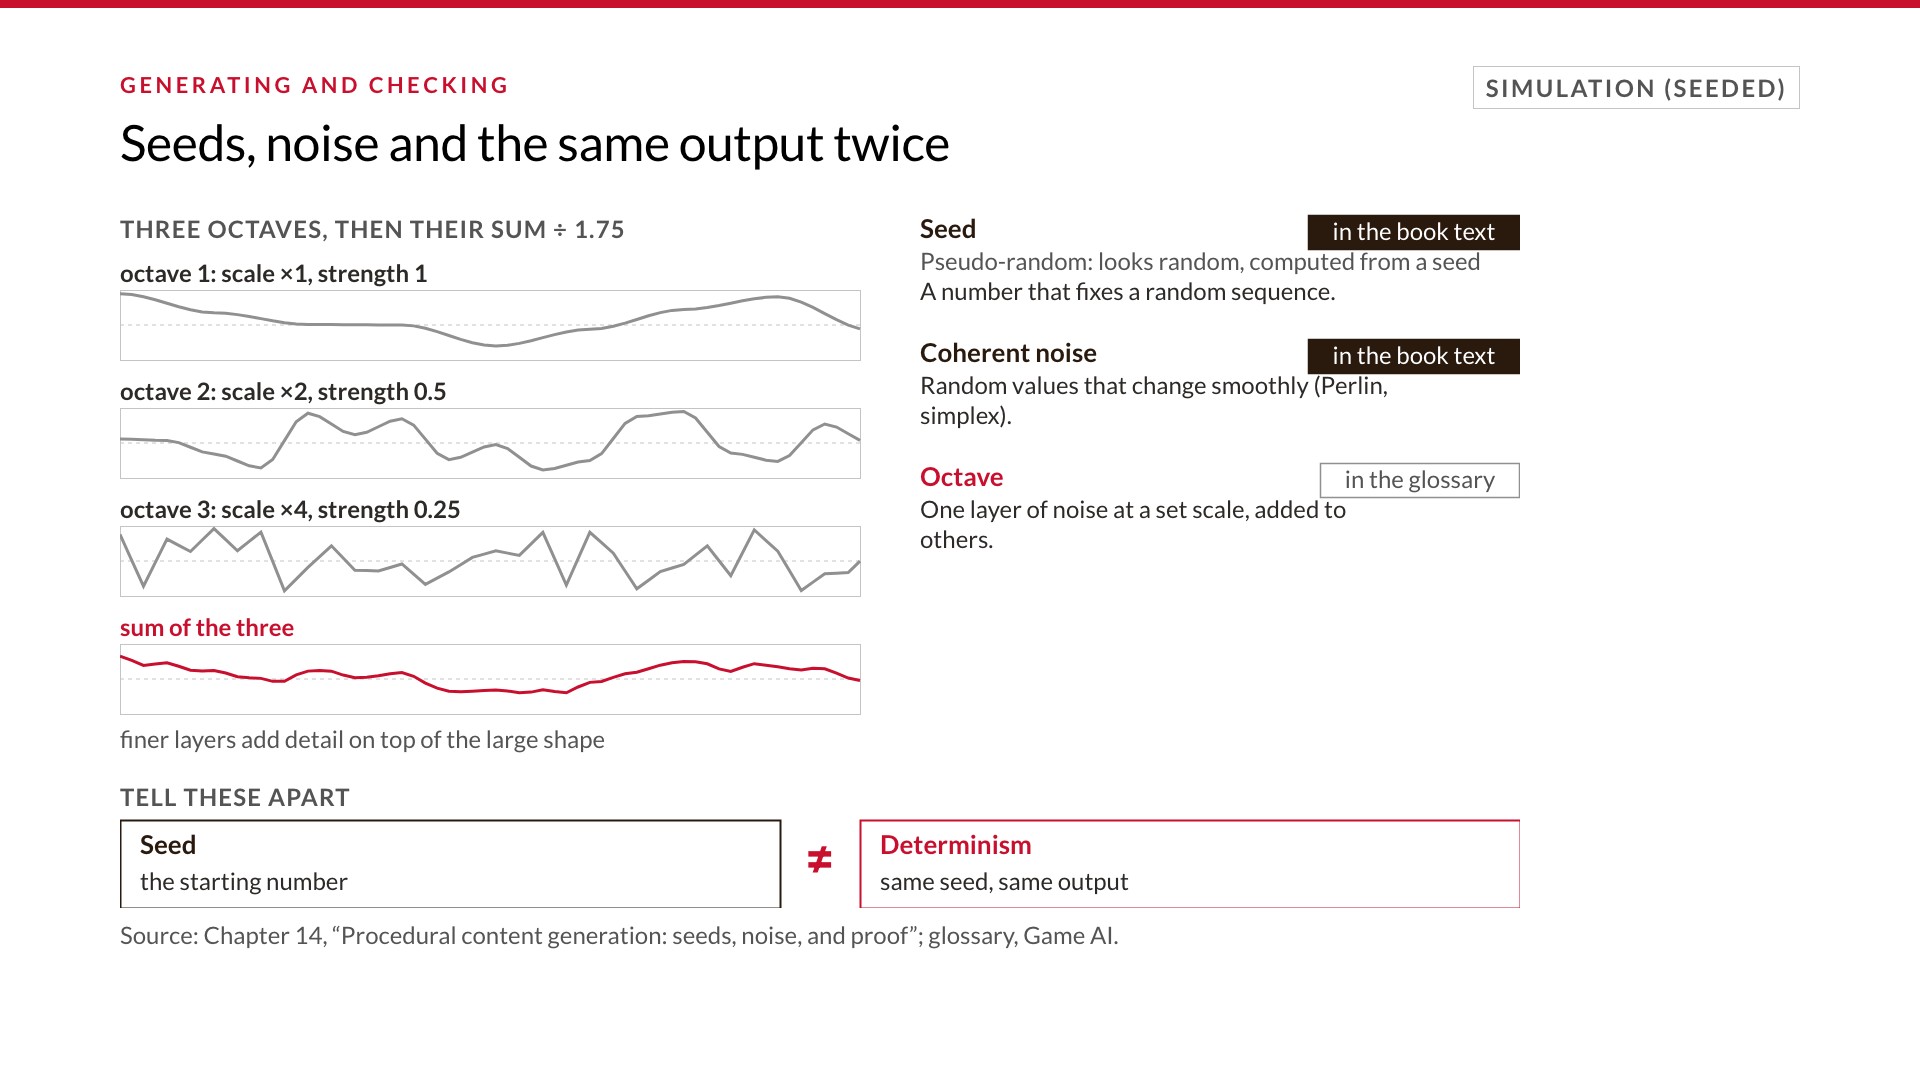 GENERATING AND CHECKING
SIMULATION (SEEDED)
Seeds, noise and the same output twice
THREE OCTAVES, THEN THEIR SUM ÷ 1.75
octave 1: scale ×1, strength 1
octave 2: scale ×2, strength 0.5
octave 3: scale ×4, strength 0.25
sum of the three
finer layers add detail on top of the large shape
Seed
in the book text
Pseudo-random: looks random, computed from a seed
A number that fixes a random sequence.
Coherent noise
in the book text
Random values that change smoothly (Perlin,
simplex).
Octave
in the glossary
One layer of noise at a set scale, added to
others.
TELL THESE APART
Seed
the starting number
≠
Determinism
same seed, same output
Source: Chapter 14, “Procedural content generation: seeds, noise, and proof”; glossary, Game AI.